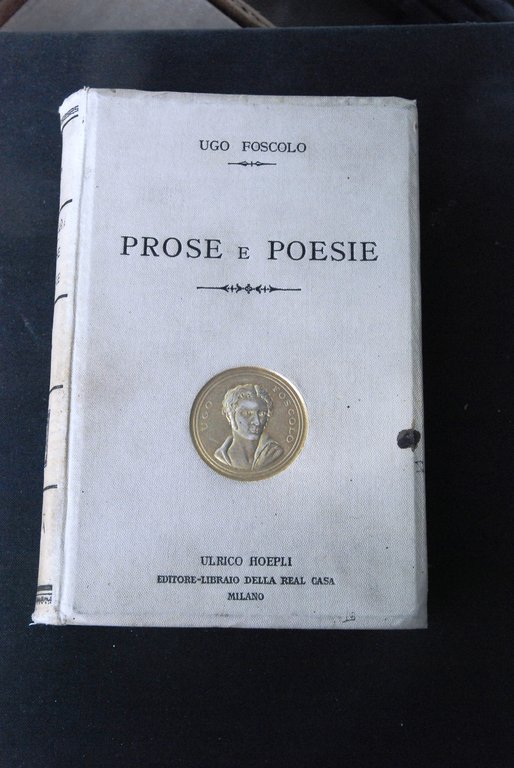 UGO FOSCOLO
PROSE E POESIE
UGO FOSCOLO
ULRICO HOEPLI
EDITORE-LIBRAIO DELLA REAL CASA
MILANO